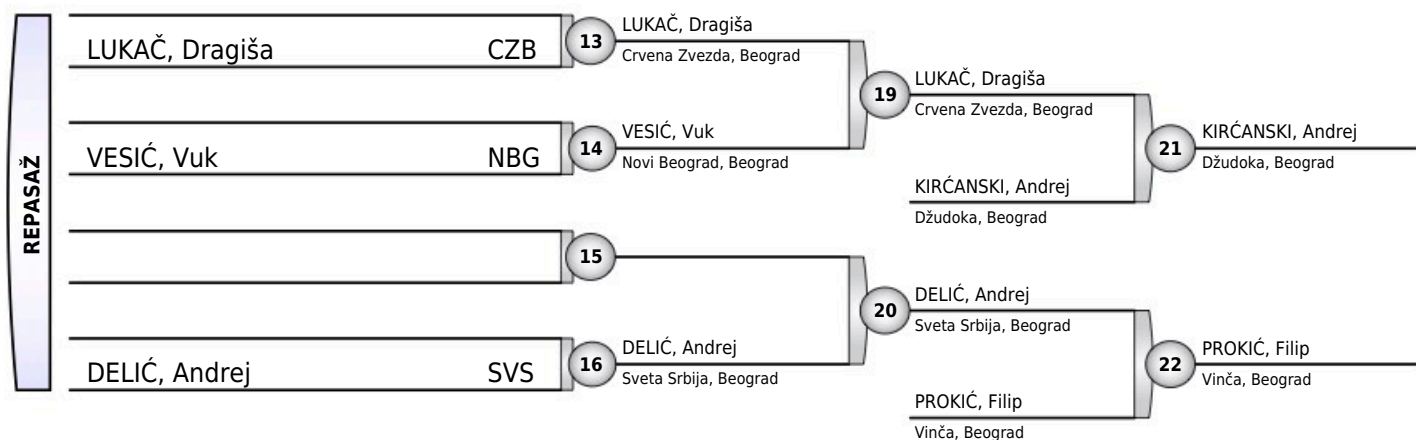 REPASAŽ
LUKAČ, Dragiša CZB
VESIĆ, Vuk NBG
DELIĆ, Andrej SVS
13
LUKAČ, Dragiša
Crvena Zvezda, Beograd
14
VESIĆ, Vuk
Novi Beograd, Beograd
15
16
DELIĆ, Andrej
Sveta Srbija, Beograd
19
LUKAČ, Dragiša
Crvena Zvezda, Beograd
KIRĆANSKI, Andrej
Džudoka, Beograd
20
DELIĆ, Andrej
Sveta Srbija, Beograd
PROKIĆ, Filip
Vinča, Beograd
21
KIRĆANSKI, Andrej
Džudoka, Beograd
22
PROKIĆ, Filip
Vinča, Beograd